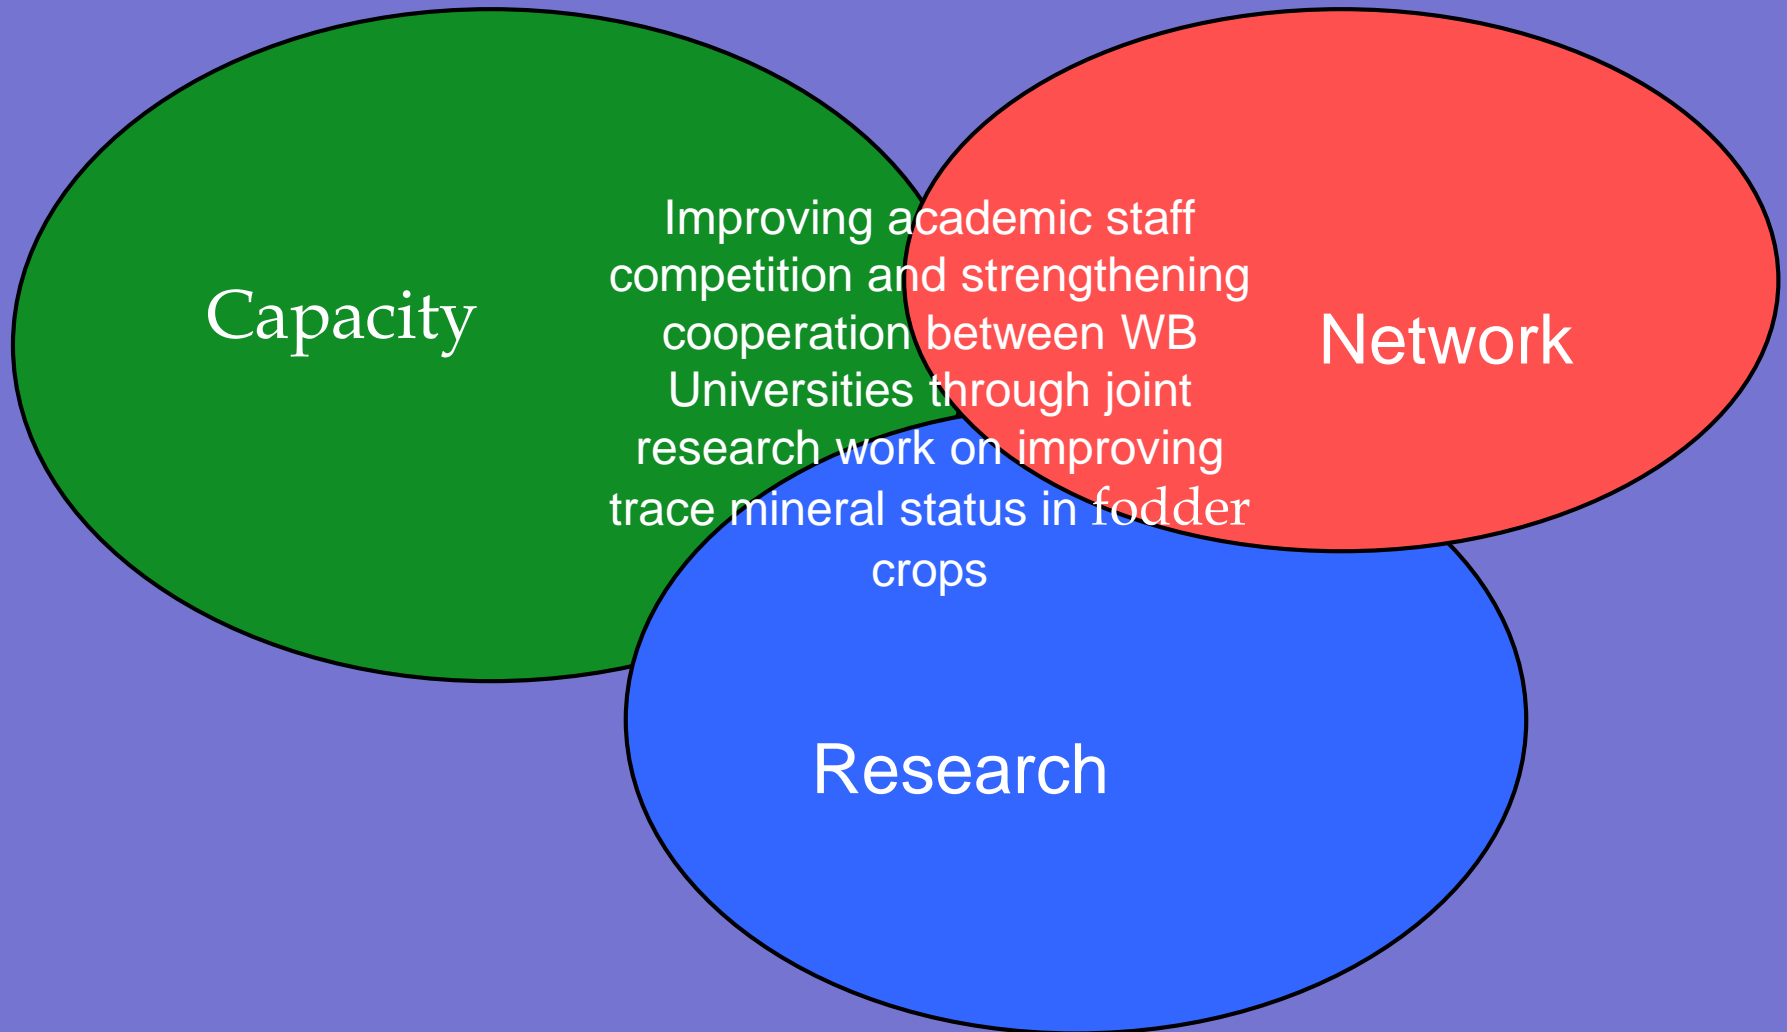 Improving academic staff
competition and strengthening
cooperation between WB
Universities through joint
research work on improving
trace mineral status in fodder
crops
Capacity
Network
Research